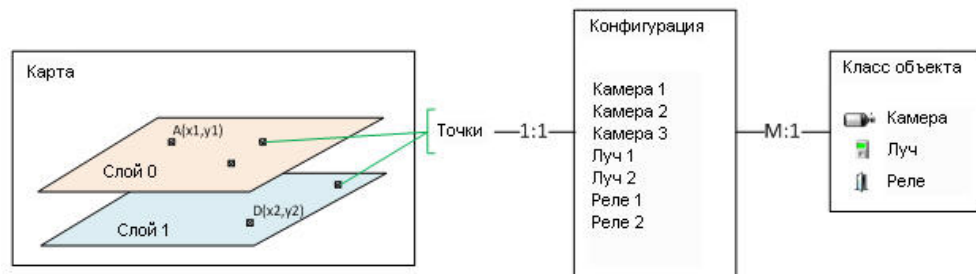 Карта
A(x1,y1)
Слой 0
D(x2,y2)
Слой 1
Точки
1:1
Конфигурация
Камера 1
Камера 2
Камера 3
Луч 1
Луч 2
Реле 1
Реле 2
M:1
Класс объекта
Камера
Луч
Реле